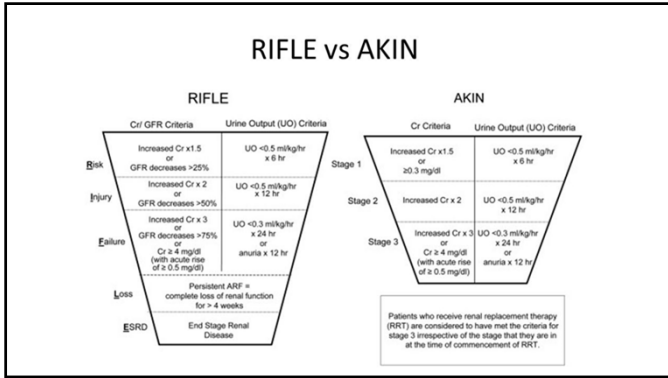 RIFLE vs AKIN
RIFLE
Cr/ GFR Criteria
Urine Output (UO) Criteria
Risk
Increased Cr x1.5
or
GFR decreases >25%
UO <0.5 ml/kg/hr
x 6 hr
Injury
Increased Cr x 2
or
GFR decreases >50%
UO <0.5 ml/kg/hr
x 12 hr
Failure
Increased Cr x 3
or
GFR decreases >75%
or
Cr ≥ 4 mg/dl
(with acute rise
of ≥ 0.5 mg/dl)
UO <0.3 ml/kg/hr
x 24 hr
or
anuria x 12 hr
Loss
Persistent ARF =
complete loss of renal function
for > 4 weeks
ESRD
End Stage Renal
Disease
AKIN
Cr Criteria
Urine Output (UO) Criteria
Stage 1
Increased Cr x1.5
or
≥0.3 mg/dl
UO <0.5 ml/kg/hr
x 6 hr
Stage 2
Increased Cr x 2
UO <0.5 ml/kg/hr
x 12 hr
Stage 3
Increased Cr x 3
or
Cr ≥ 4 mg/dl
(with acute rise
of ≥ 0.5 mg/dl)
UO <0.3 ml/kg/hr
x 24 hr
or
anuria x 12 hr
Patients who receive renal replacement therapy
(RRT) are considered to have met the criteria for
stage 3 irrespective of the stage that they are in
at the time of commencement of RRT.